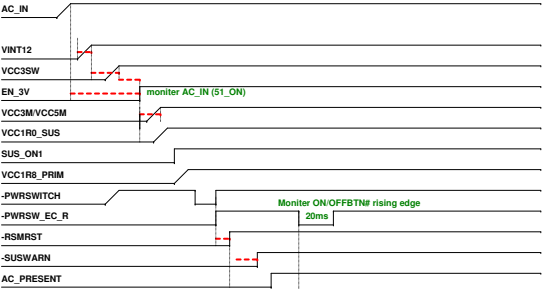 AC_IN
VINT12
VCC3SW
EN_3V
moniter AC_IN (51_ON)
VCC3M/VCC5M
VCC1R0_SUS
SUS_ON1
VCC1R8_PRIM
-PWRSWITCH
Moniter ON/OFFBTN# rising edge
-PWRSW_EC_R
20ms
-RSMRST
-SUSWARN
AC_PRESENT